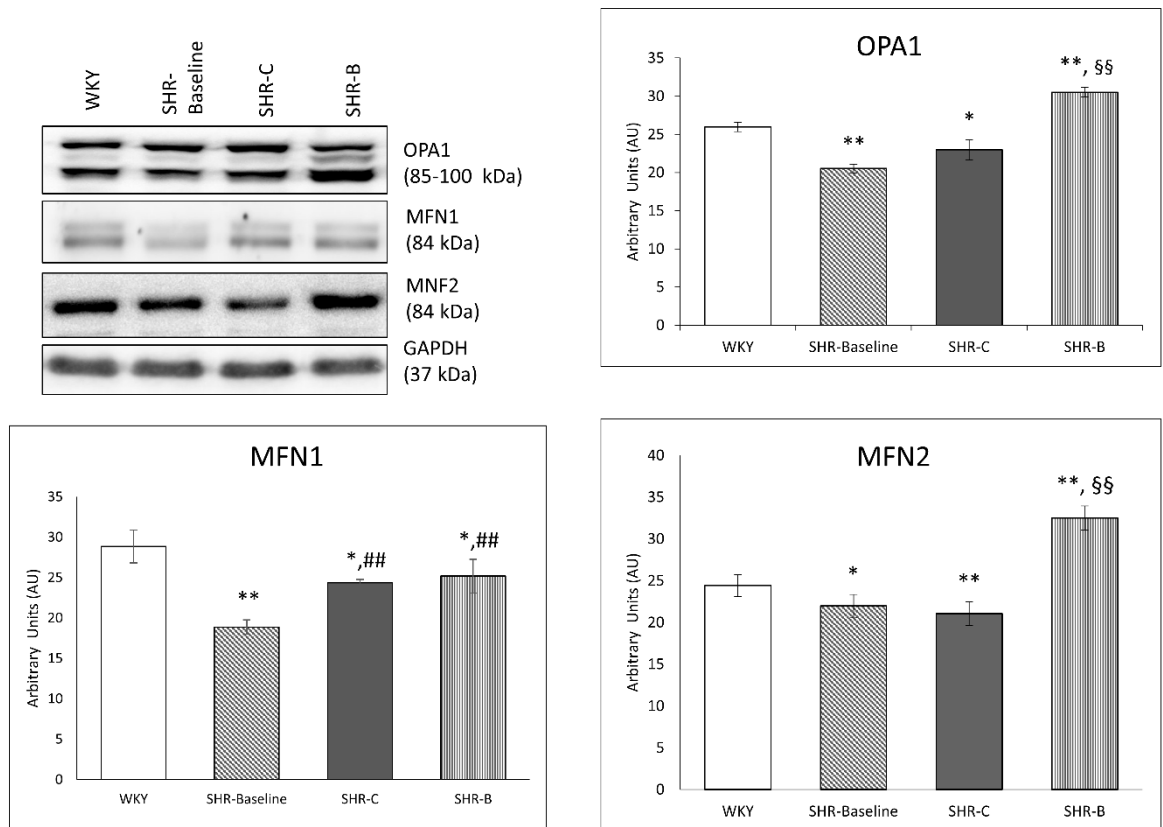 WKY
SHR-
Baseline
SHR-C
SHR-B
OPA1
(85-100 kDa)
MFN1
(84 kDa)
MNF2
(84 kDa)
GAPDH
(37 kDa)
OPA1
Arbitrary Units (AU)
35
30
25
20
15
10
5
0
**
*
**, §§
WKY
SHR-Baseline
SHR-C
SHR-B
MFN1
Arbitrary Units (AU)
35
30
25
20
15
10
5
0
**
*,##
*,##
WKY
SHR-Baseline
SHR-C
SHR-B
MFN2
Arbitrary Units (AU)
40
35
30
25
20
15
10
5
0
*
**
**, §§
WKY
SHR-Baseline
SHR-C
SHR-B